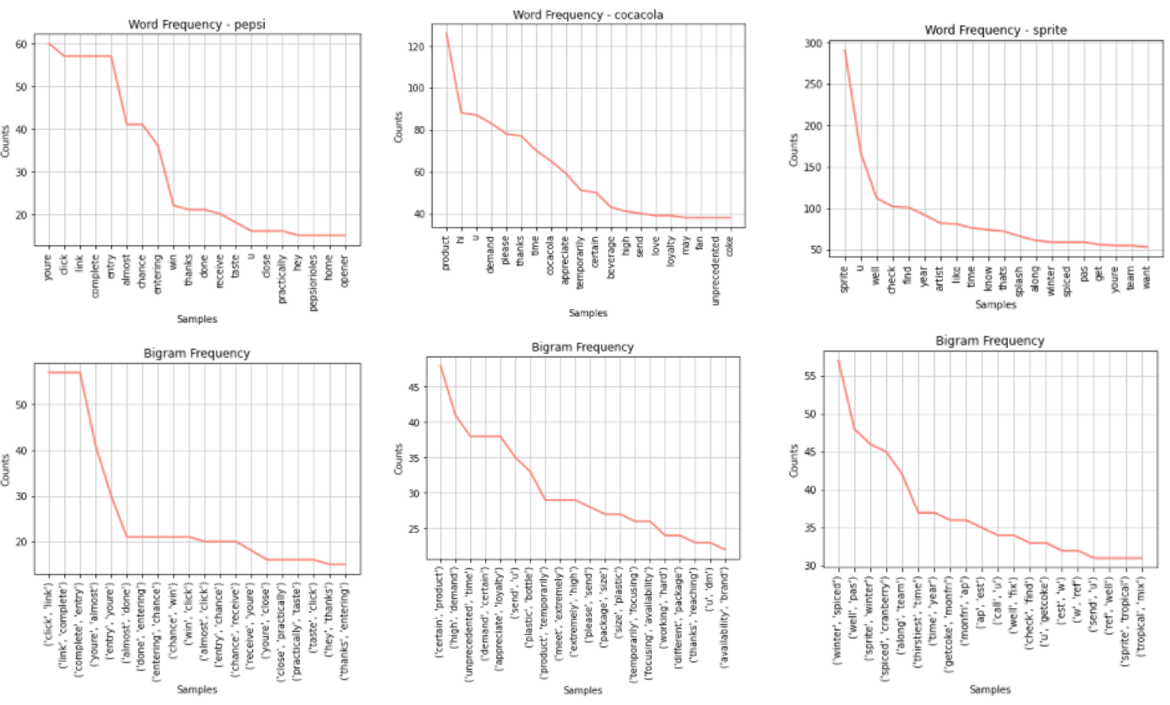 Word Frequency - pepsi
60
50
40
30
20
Counts
youre
click
link
complete
entry
almost
chance
entering
win
thanks
done
receive
taste
u
close
practically
hey
pepsirioles
home
opener
Samples
Word Frequency - cocacola
120
100
80
60
40
Counts
product
hi
u
demand
please
thanks
time
cocacola
appreciate
temporarily
certain
beverage
high
send
love
loyalty
may
fan
unprecedented
coke
Samples
Word Frequency - sprite
300
250
200
150
100
50
Counts
sprite
u
well
check
find
year
artist
like
time
know
thats
splash
along
winter
spiced
pas
get
youre
team
want
Samples
Bigram Frequency
50
40
30
20
Counts
('click', 'link')
('link', 'complete')
('complete', 'entry')
('youre', 'almost')
('entry', 'youre')
('almost', 'done')
('done', 'entering')
('entering', 'chance')
('chance', 'win')
('win', 'click')
('almost', 'click')
('entry', 'chance')
('chance', 'receive')
('receive', 'youre')
('youre', 'close')
('close', 'practically')
('practically', 'taste')
('taste', 'click')
('hey', 'thanks')
('thanks', 'entering')
Samples
Bigram Frequency
45
40
35
30
25
Counts
('certain', 'product')
('high', 'demand')
('unprecedented', 'time')
('demand', 'certain')
('appreciate', 'loyalty')
('send', 'u')
('plastic', 'bottle')
('product', 'temporarily')
('meet', 'extremely')
('extremely', 'high')
('please', 'send')
('package', 'size')
('size', 'plastic')
('temporarily', 'focusing')
('focusing', 'availability')
('working', 'hard')
('different', 'package')
('thanks', 'reaching')
('u', 'dm')
('availability', 'brand')
Samples
Bigram Frequency
55
50
45
40
35
30
Counts
('winter', 'spiced')
('well', 'pas')
('sprite', 'winter')
('spiced', 'cranberry')
('along', 'team')
('thirstiest', 'time')
('time', 'year')
('getcoke', 'monfri')
('monfri', 'ap')
('ap', 'est')
('call', 'u')
('well', 'fix')
('check', 'find')
('u', 'getcoke')
('est', 'w')
('w', 'ref')
('send', 'u')
('ref', 'well')
('sprite', 'tropical')
('tropical', 'mix')
Samples